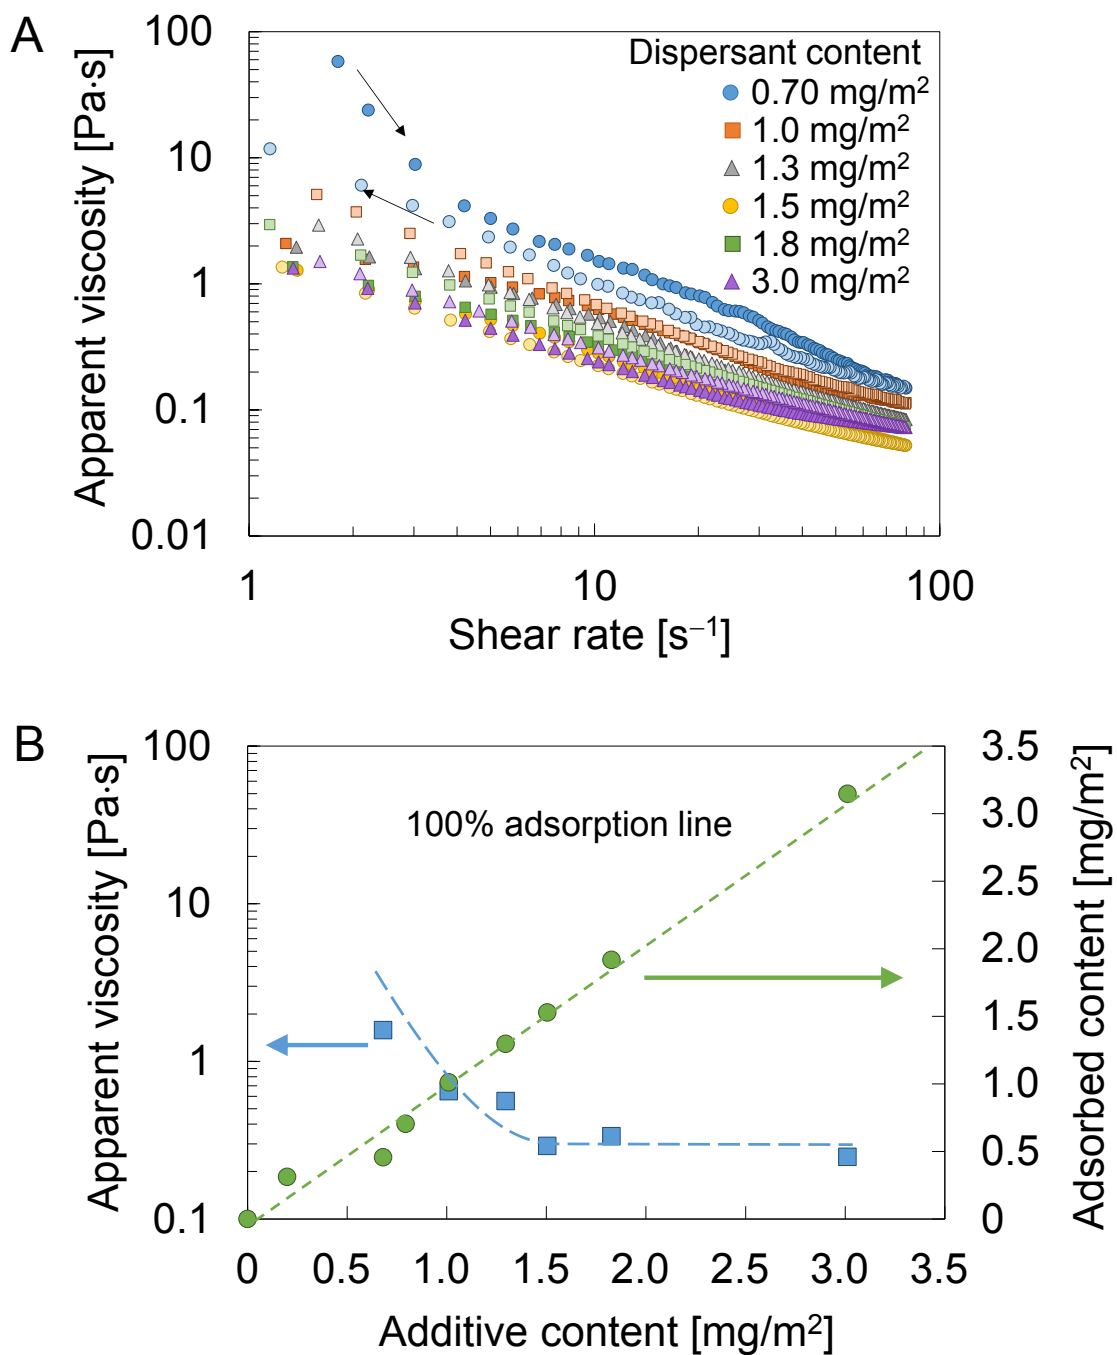 A
Apparent viscosity [Pa·s]
100
10
1
0.1
0.01
Dispersant content
0.70 mg/m²
1.0 mg/m²
1.3 mg/m²
1.5 mg/m²
1.8 mg/m²
3.0 mg/m²
1
10
100
Shear rate [s⁻¹]
B
Apparent viscosity [Pa·s]
100
10
1
0.1
100% adsorption line
3.5
3.0
2.5
2.0
1.5
1.0
0.5
0
Adsorbed content [mg/m²]
0
0.5
1.0
1.5
2.0
2.5
3.0
3.5
Additive content [mg/m²]